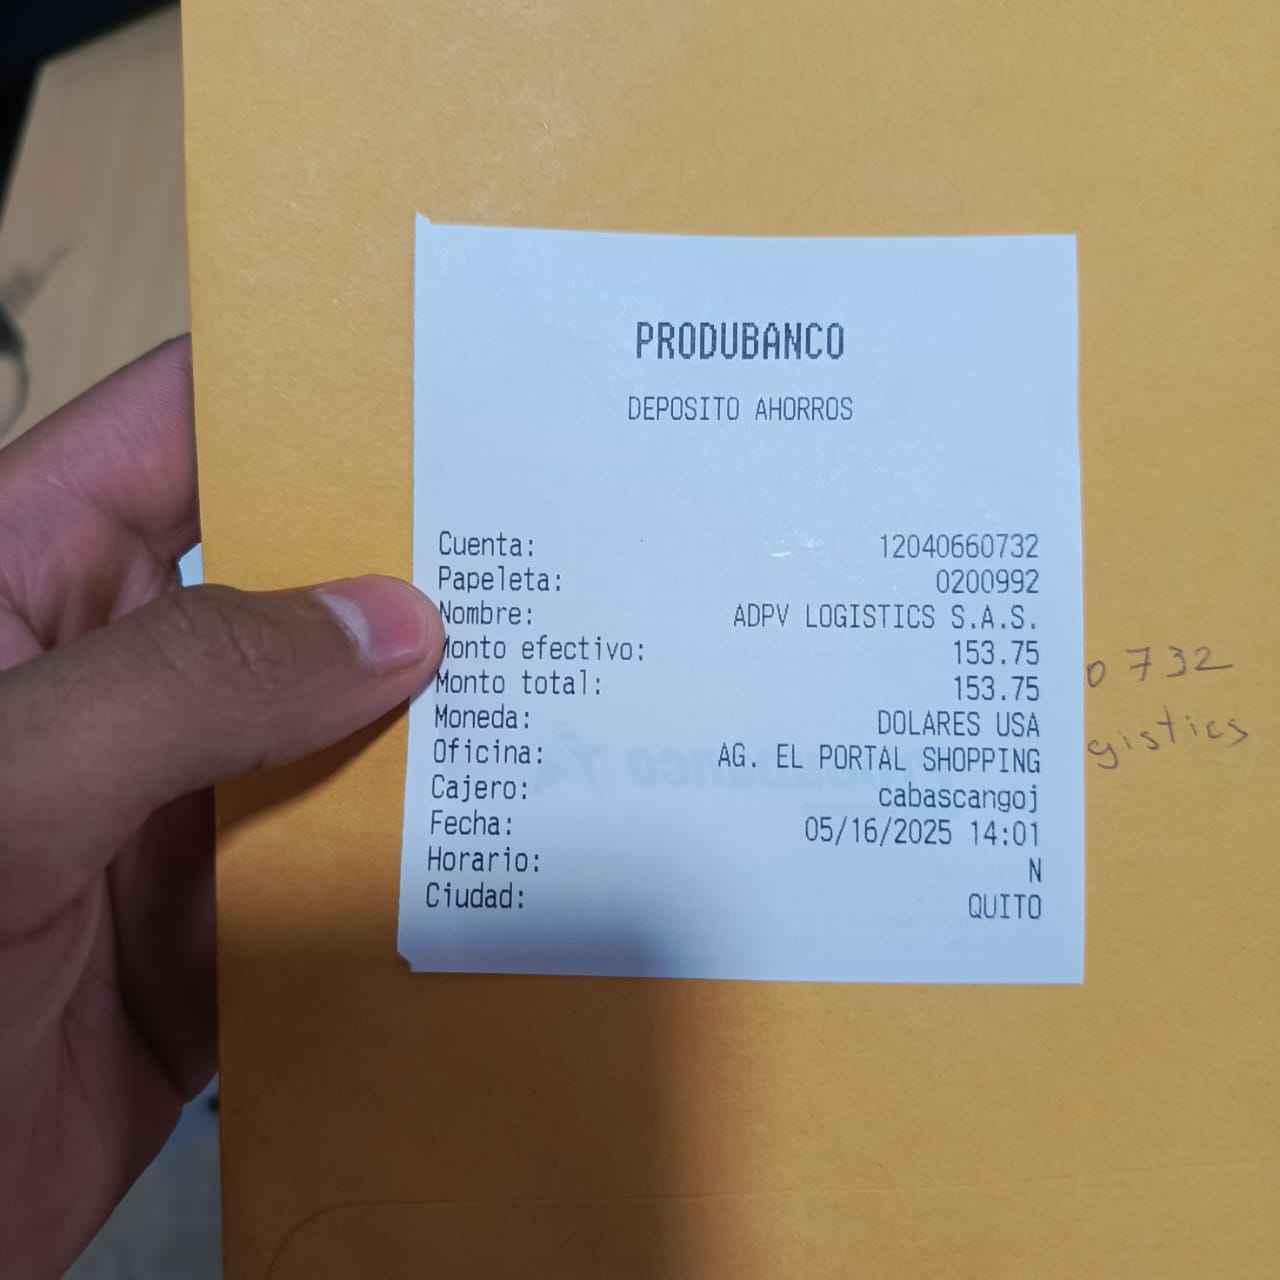 PRODUBANCO
DEPOSITO AHORROS
Cuenta: 12040660732
Papeleta: 0200992
Nombre: ADPV LOGISTICS S.A.S.
Monto efectivo: 153.75
Monto total: 153.75
Moneda: DOLARES USA
Oficina: AG. EL PORTAL SHOPPING
Cajero: cabascangoj
Fecha: 05/16/2025 14:01
Horario: N
Ciudad: QUITO
0732
gistics